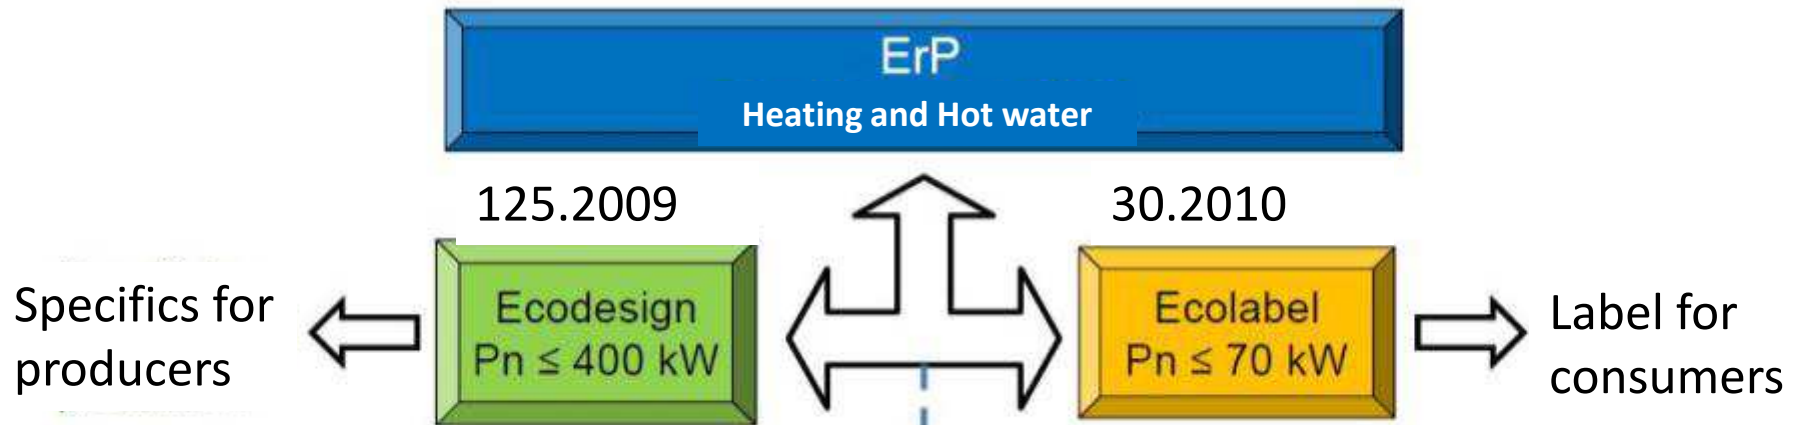 ErP
Heating and Hot water
125.2009
30.2010
Specifics for
producers
Ecodesign
Pn ≤ 400 kW
Ecolabel
Pn ≤ 70 kW
Label for
consumers